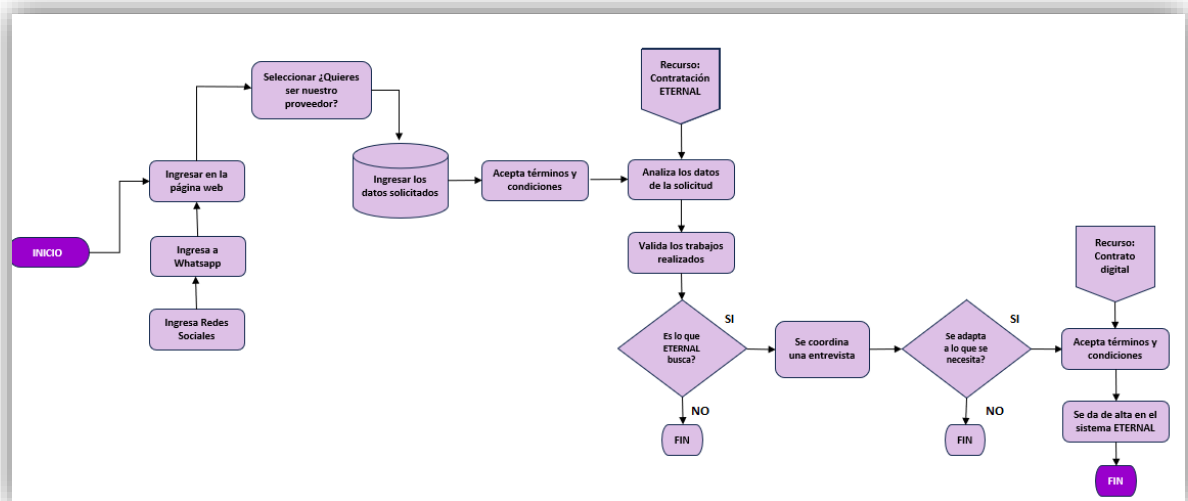 INICIO
Ingresar en la
página web
Ingresa a
Whatsapp
Ingresa Redes
Sociales
Seleccionar ¿Quieres
ser nuestro
proveedor?
Ingresar los
datos solicitados
Acepta términos y
condiciones
Recurso:
Contratación
ETERNAL
Analiza los datos
de la solicitud
Valida los trabajos
realizados
Es lo que
ETERNAL
busca?
SI
NO
FIN
Se coordina
una entrevista
Se adapta
a lo que se
necesita?
SI
NO
FIN
Recurso:
Contrato
digital
Acepta términos y
condiciones
Se da de alta en el
sistema ETERNAL
FIN